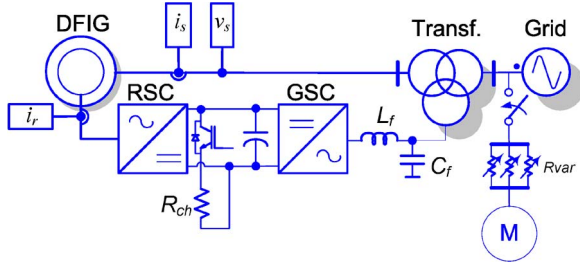 DFIG
i_s
v_s
Transf.
Grid
i_r
RSC
GSC
L_f
C_f
R_ch
Rvar
M